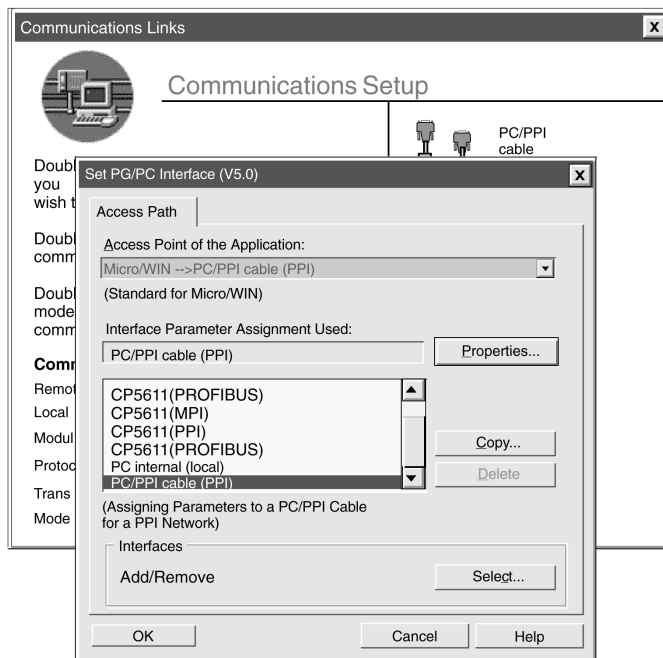 Communications Links
x
Communications Setup
PC/PPI
cable
Doubl
you
wish t
Doubl
comm
Doubl
mode
comm
Comm
Remot
Local
Modul
Protoc
Trans
Mode
Set PG/PC Interface (V5.0)
x
Access Path
Access Point of the Application:
Micro/WIN -->PC/PPI cable (PPI)
(Standard for Micro/WIN)
Interface Parameter Assignment Used:
PC/PPI cable (PPI)
Properties...
CP5611(PROFIBUS)
CP5611(MPI)
CP5611(PPI)
CP5611(PROFIBUS)
PC internal (local)
PC/PPI cable (PPI)
Copy...
Delete
(Assigning Parameters to a PC/PPI Cable
for a PPI Network)
Interfaces
Add/Remove
Select...
OK
Cancel
Help